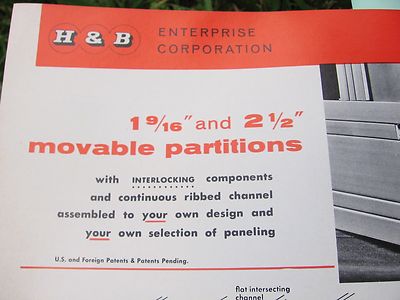 H & B
ENTERPRISE
CORPORATION
1 9/16" and 2 1/2"
movable partitions
with INTERLOCKING components
and continuous ribbed channel
assembled to your own design and
your own selection of paneling
U.S. and Foreign Patents & Patents Pending.
flat intersecting
channel